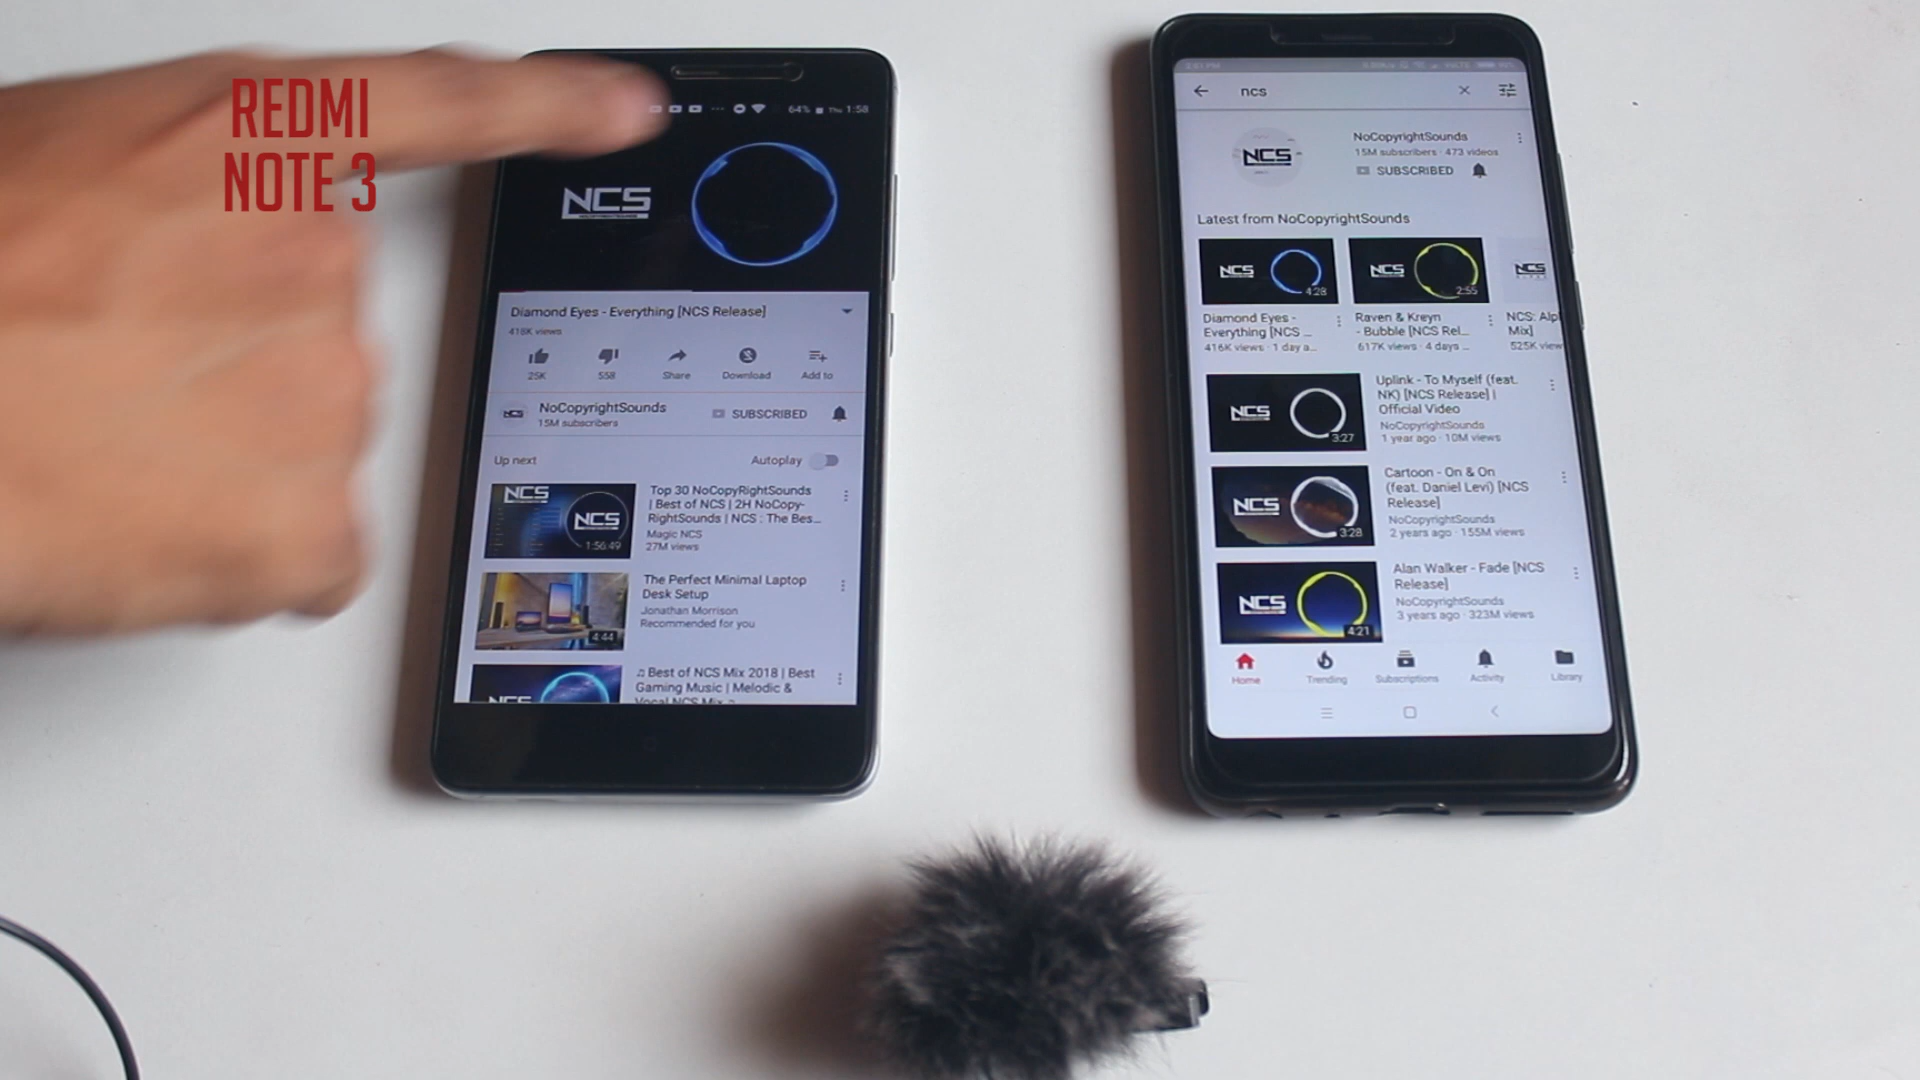 REDMI
NOTE 3
64% Thu 1:58
NCS
Diamond Eyes - Everything [NCS Release]
418K views
25K
558
Share
Download
Add to
NoCopyrightSounds
15M subscribers
SUBSCRIBED
Up next
Autoplay
NCS
NCS
1:56:49
Top 30 NoCopyRightSounds
| Best of NCS | 2H NoCopy-
RightSounds | NCS : The Bes...
Magic NCS
27M views
4:44
The Perfect Minimal Laptop
Desk Setup
Jonathan Morrison
Recommended for you
NCS
♫ Best of NCS Mix 2018 | Best
Gaming Music | Melodic &
Vocal NCS Mix ♫
ncs
NCS
NoCopyrightSounds
15M subscribers · 473 videos
SUBSCRIBED
Latest from NoCopyrightSounds
NCS
4:28
NCS
2:55
NCS
Diamond Eyes -
Everything [NCS ...
416K views · 1 day a...
Raven & Kreyn
- Bubble [NCS Rel...
617K views · 4 days ...
NCS: Alp
Mix]
525K view
NCS
3:27
Uplink - To Myself (feat.
NK) [NCS Release] |
Official Video
NoCopyrightSounds
1 year ago · 10M views
NCS
3:28
Cartoon - On & On
(feat. Daniel Levi) [NCS
Release]
NoCopyrightSounds
2 years ago · 155M views
NCS
4:21
Alan Walker - Fade [NCS
Release]
NoCopyrightSounds
3 years ago · 323M views
Home
Trending
Subscriptions
Activity
Library